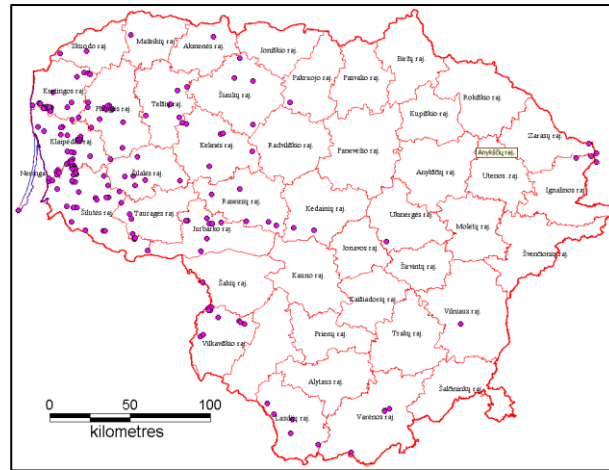 Skuodo raj.
Mažeikių raj.
Akmenės raj.
Joniškio raj.
Biržų raj.
Pakruojo raj.
Pasvalio raj.
Kretingos raj.
Plungės raj.
Telšių raj.
Šiaulių raj.
Rokiškio raj.
Kupiškio raj.
Zarasų raj.
Klaipėdos raj.
Kelmės raj.
Radviliškio raj.
Panevėžio raj.
Anykščių raj.
Anykščių raj.
Utenos raj.
Neringa
Šilalės raj.
Ignalinos raj.
Šilutės raj.
Tauragės raj.
Raseinių raj.
Kėdainių raj.
Ukmergės raj.
Molėtų raj.
Jurbarko raj.
Jonavos raj.
Širvintų raj.
Švenčionių raj.
Šakių raj.
Kauno raj.
Kaišiadorių raj.
Vilniaus raj.
Vilkaviškio raj.
Prienų raj.
Trakų raj.
Alytaus raj.
Šalčininkų raj.
Lazdijų raj.
Varėnos raj.
0 50 100
kilometres